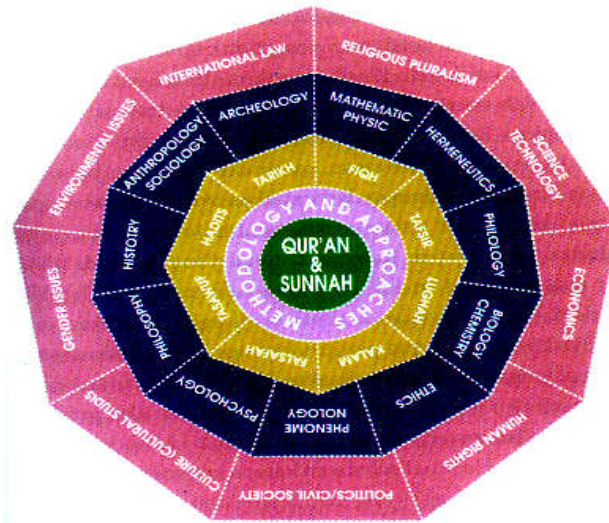 QUR'AN
&
SUNNAH
METHODOLOGY AND APPROACHES
TARIKH
FIQH
TAFSIR
LUGHAH
KALAM
FALSAFAH
TASAWUF
HADITS
ARCHEOLOGY
MATHEMATIC
PHYSIC
HERMENEUTICS
PHILOLOGY
BIOLOGY
CHEMISTRY
ETHICS
PHENOME
NOLOGY
PSYCHOLOGY
PHILOSOPHY
HISTOTRY
ANTHROPOLOGY
SOCIOLOGY
INTERNATIONAL LAW
RELIGIOUS PLURALISM
SCIENCE
TECHNOLOGY
ECONOMICS
HUMAN RIGHTS
POLITICS/CIVIL SOCIETY
CULTURE (CULTURAL STUDIS
GENDER ISSUES
ENVIRONMENTAL ISSUES